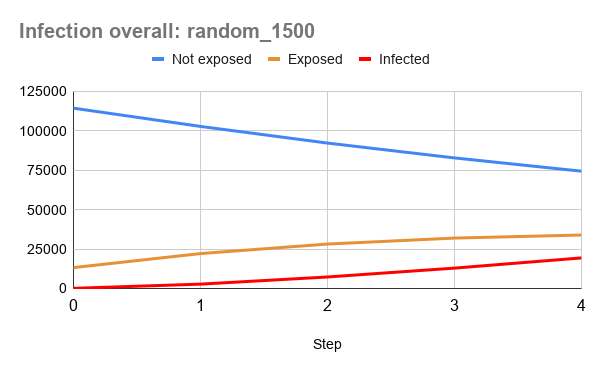 Infection overall: random_1500
Not exposed Exposed Infected
125000
100000
75000
50000
25000
0
0 1 2 3 4
Step